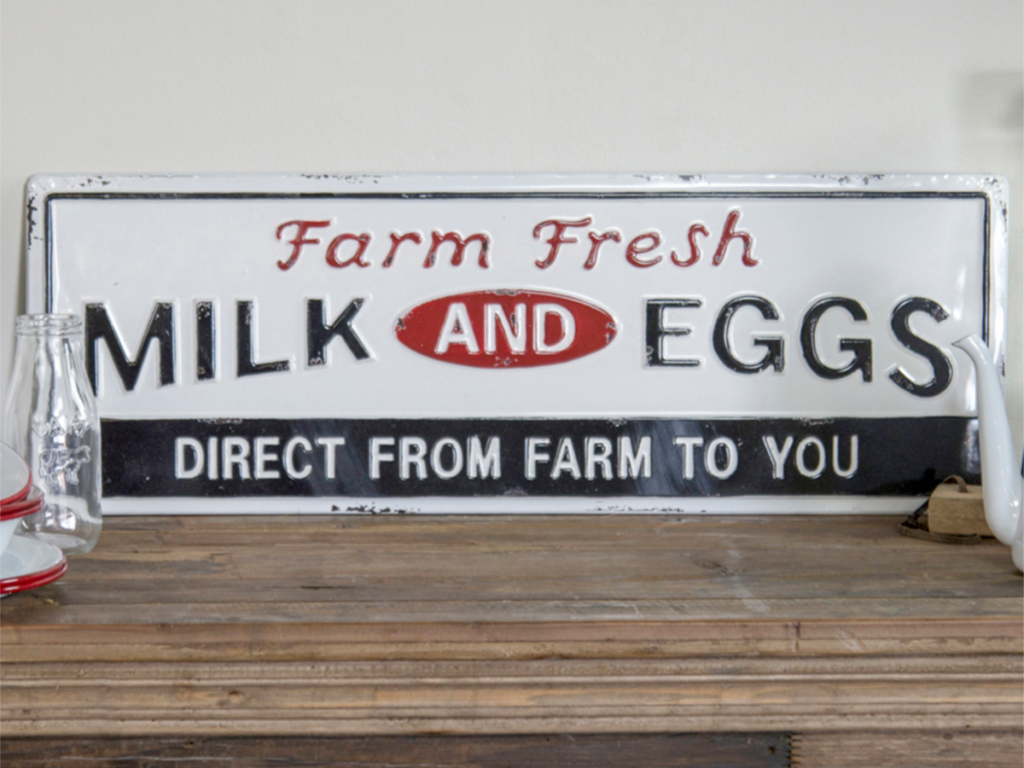 Farm Fresh
MILK AND EGGS
DIRECT FROM FARM TO YOU